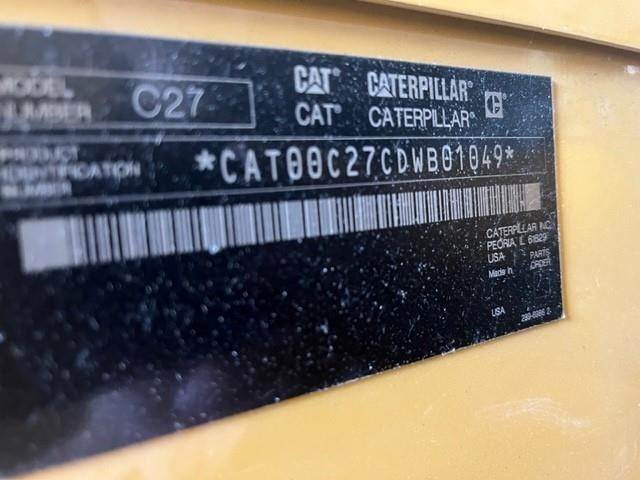 MODEL
NUMBER
C27
CAT® CATERPILLAR®
CAT® CATERPILLAR
PRODUCT
IDENTIFICATION
NUMBER
*CAT00C27CDWB01049*
CATERPILLAR INC.
PEORIA, IL 61629
USA
PARTS
ORDER
Made in
USA